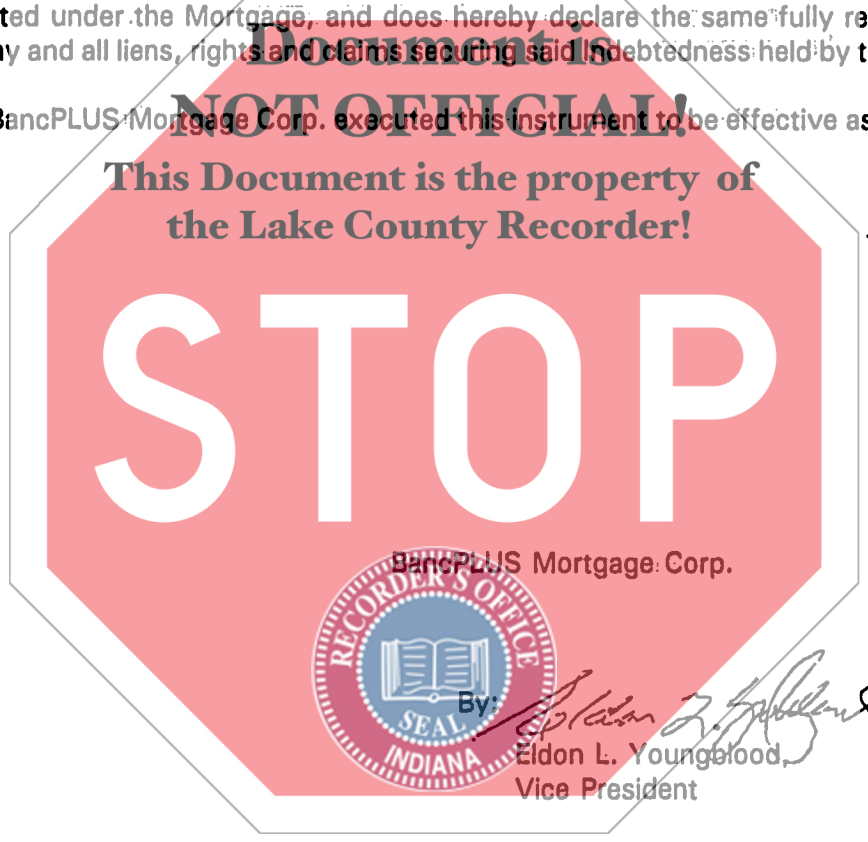 ted under the Mortgage, and does hereby declare the same fully re
y and all liens, rights and claims securing said Indebtedness held by t
Document is
NOT OFFICIAL!
BancPLUS Mortgage Corp. executed this instrument to be effective as
This Document is the property of
the Lake County Recorder!
STOP
BancPLUS Mortgage Corp.
RECORDER'S OFFICE
SEAL
INDIANA
By:
Eldon L. Youngblood,
Vice President